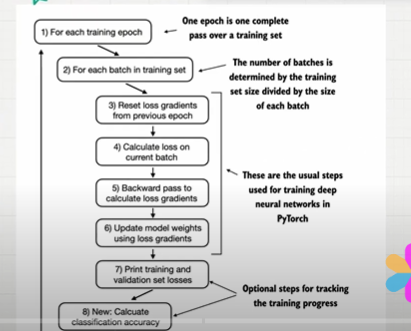 1) For each training epoch
One epoch is one complete
pass over a training set
2) For each batch in training set
The number of batches is
determined by the training
set size divided by the size
of each batch
3) Reset loss gradients
from previous epoch
4) Calculate loss on
current batch
5) Backward pass to
calculate loss gradients
These are the usual steps
used for training deep
neural networks in
PyTorch
6) Update model weights
using loss gradients
7) Print training and
validation set losses
Optional steps for tracking
the training progress
8) New: Calcuate
classification accuracy